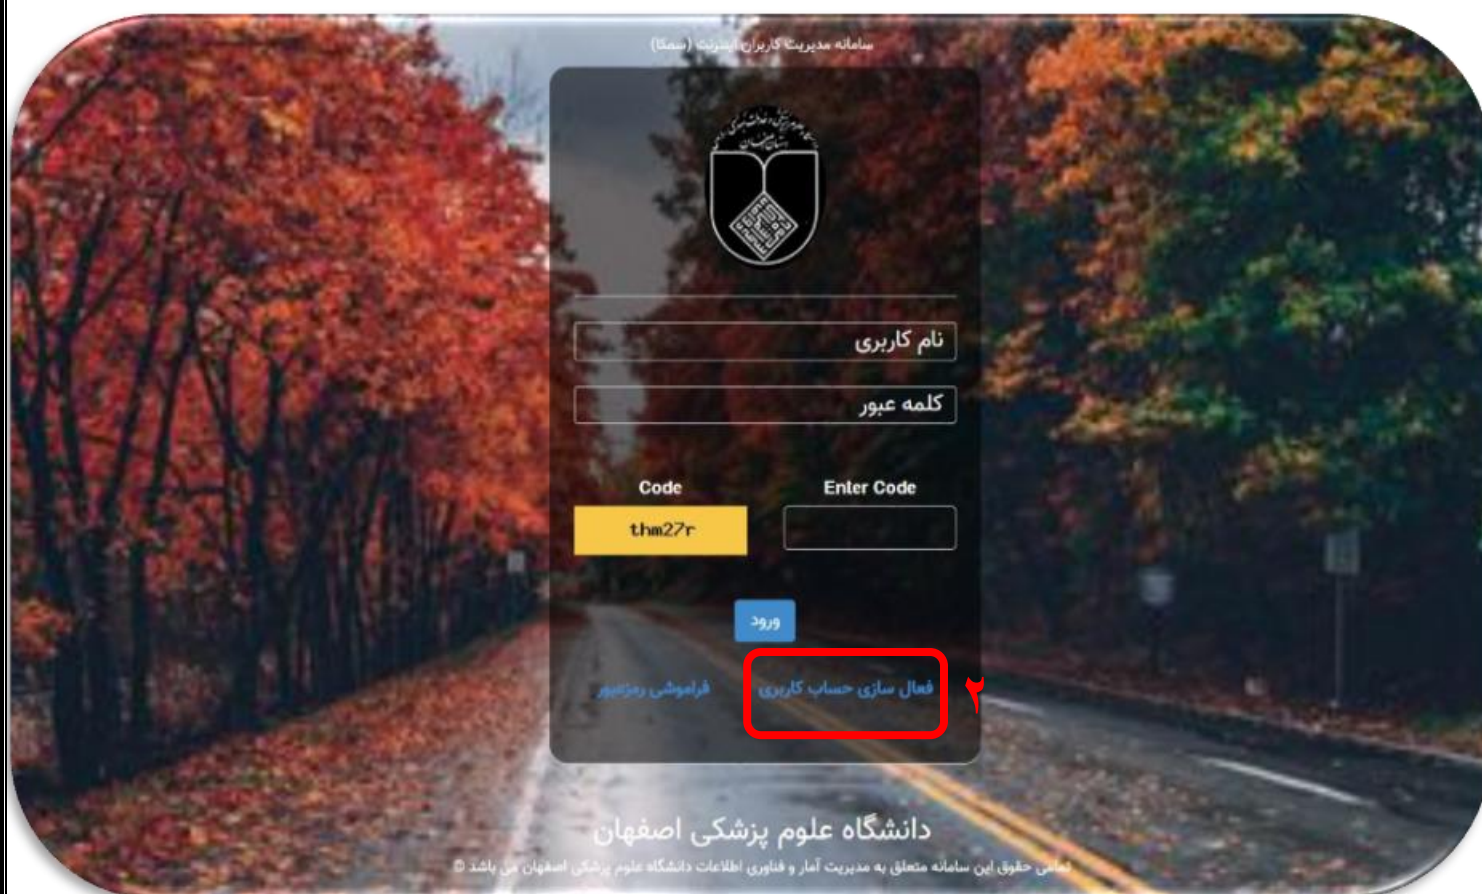 سامانه مدیریت کاربران اینترنت (سمکا)
نام کاربری
کلمه عبور
Code Enter Code
thm27r
ورود
فعال سازی حساب کاربری فراموشی رمزعبور
۲
دانشگاه علوم پزشکی اصفهان
تمامی حقوق این سامانه متعلق به مدیریت آمار و فناوری اطلاعات دانشگاه علوم پزشکی اصفهان می باشد ©